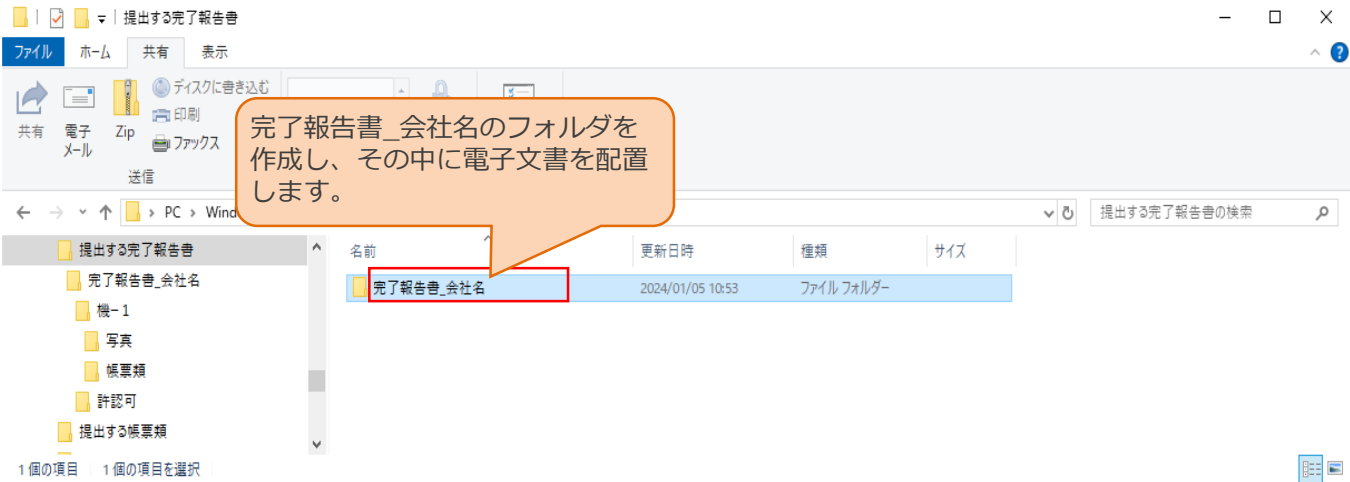 提出する完了報告書
ファイル ホーム 共有 表示
共有
電子メール
Zip
ディスクに書き込む
印刷
ファックス
送信
完了報告書_会社名のフォルダを
作成し、その中に電子文書を配置
します。
PC › Wind
提出する完了報告書の検索
提出する完了報告書
完了報告書_会社名
機-1
写真
帳票類
許認可
提出する帳票類
名前 更新日時 種類 サイズ
完了報告書_会社名 2024/01/05 10:53 ファイル フォルダー
1 個の項目 1 個の項目を選択